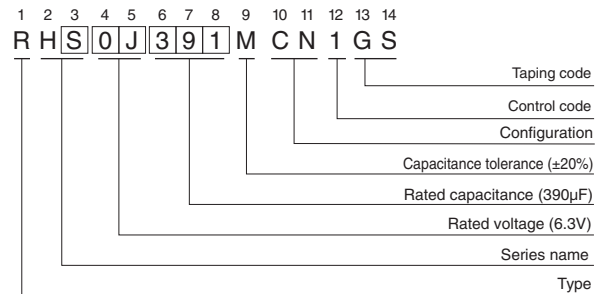 1 2 3 4 5 6 7 8 9 10 11 12 13 14
R H S 0 J 3 9 1 M C N 1 G S
Taping code
Control code
Configuration
Capacitance tolerance (±20%)
Rated capacitance (390µF)
Rated voltage (6.3V)
Series name
Type